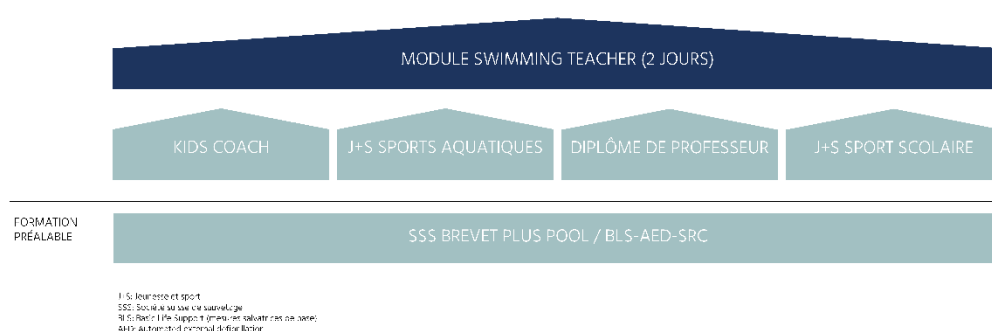 MODULE SWIMMING TEACHER (2 JOURS)
KIDS COACH
J+S SPORTS AQUATIQUES
DIPLÔME DE PROFESSEUR
J+S SPORT SCOLAIRE
FORMATION
PRÉALABLE
SSS BREVET PLUS POOL / BLS-AED-SRC
J+S: Jeunesse et sport
SSS: Société suisse de sauvetage
BLS: Basic Life Support (mesures salvatrices de base)
AED: Automated external defibrillation